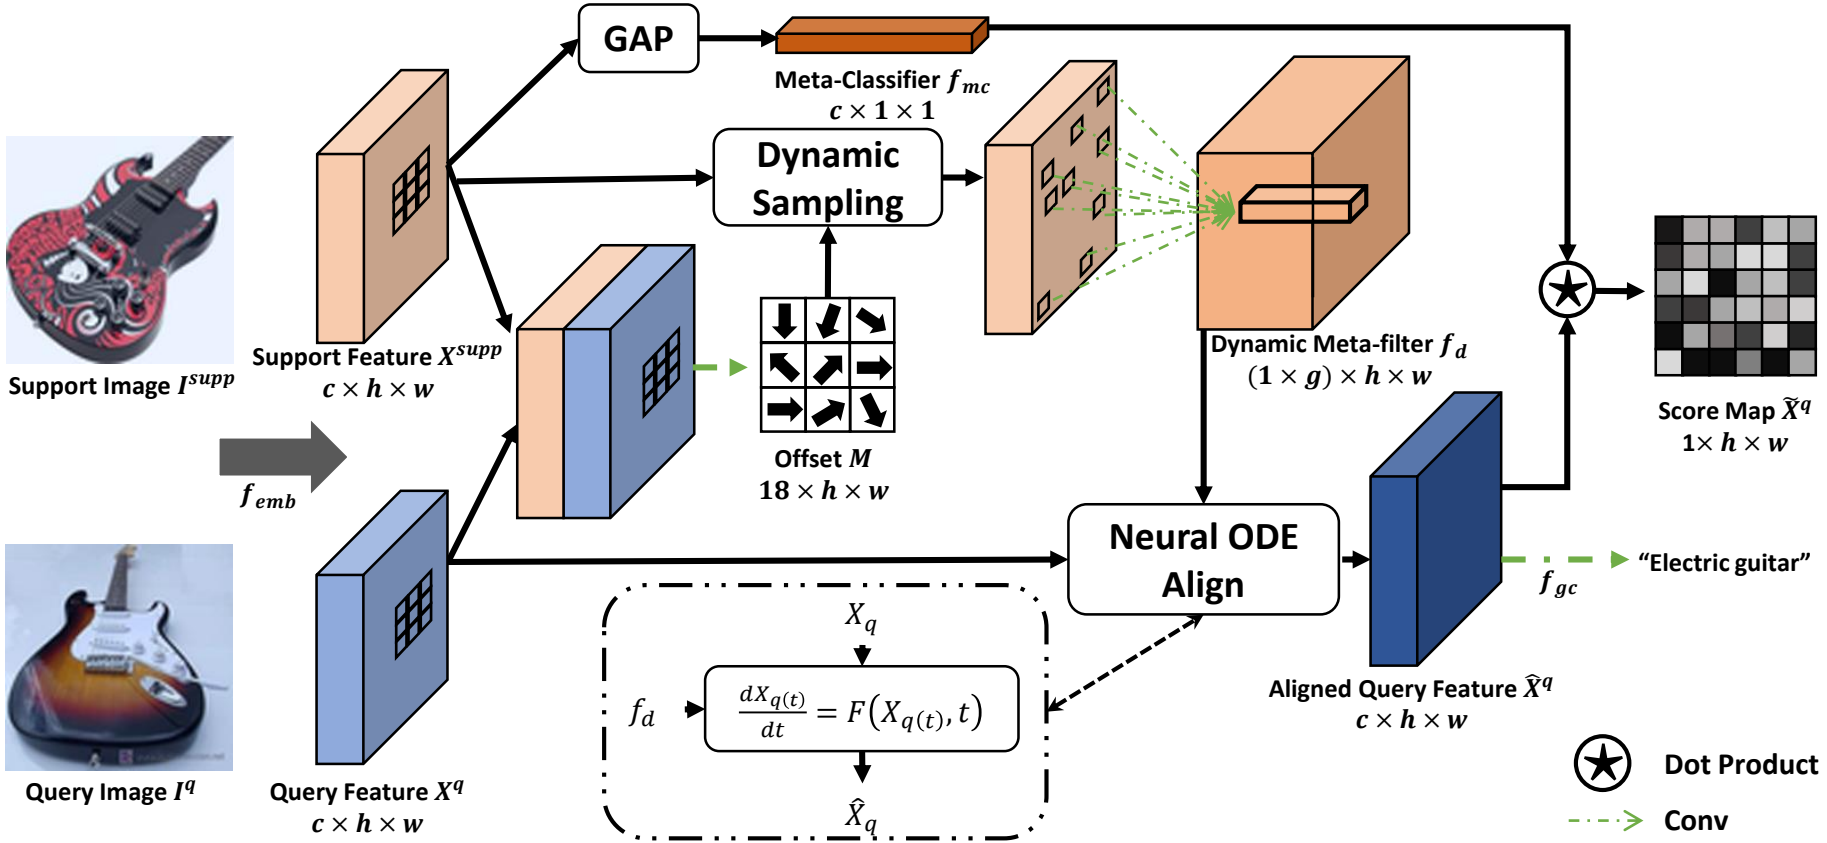 GAP
Meta-Classifier f_mc
c × 1 × 1
Dynamic
Sampling
Support Image I^supp
Support Feature X^supp
c × h × w
Dynamic Meta-filter f_d
(1 × g) × h × w
Score Map X̃^q
1× h × w
Offset M
18 × h × w
f_emb
Neural ODE
Align
f_gc
“Electric guitar”
X_q
f_d
dX_q(t)/dt = F(X_q(t), t)
X̂_q
Aligned Query Feature X̂^q
c × h × w
Query Image I^q
Query Feature X^q
c × h × w
Dot Product
Conv